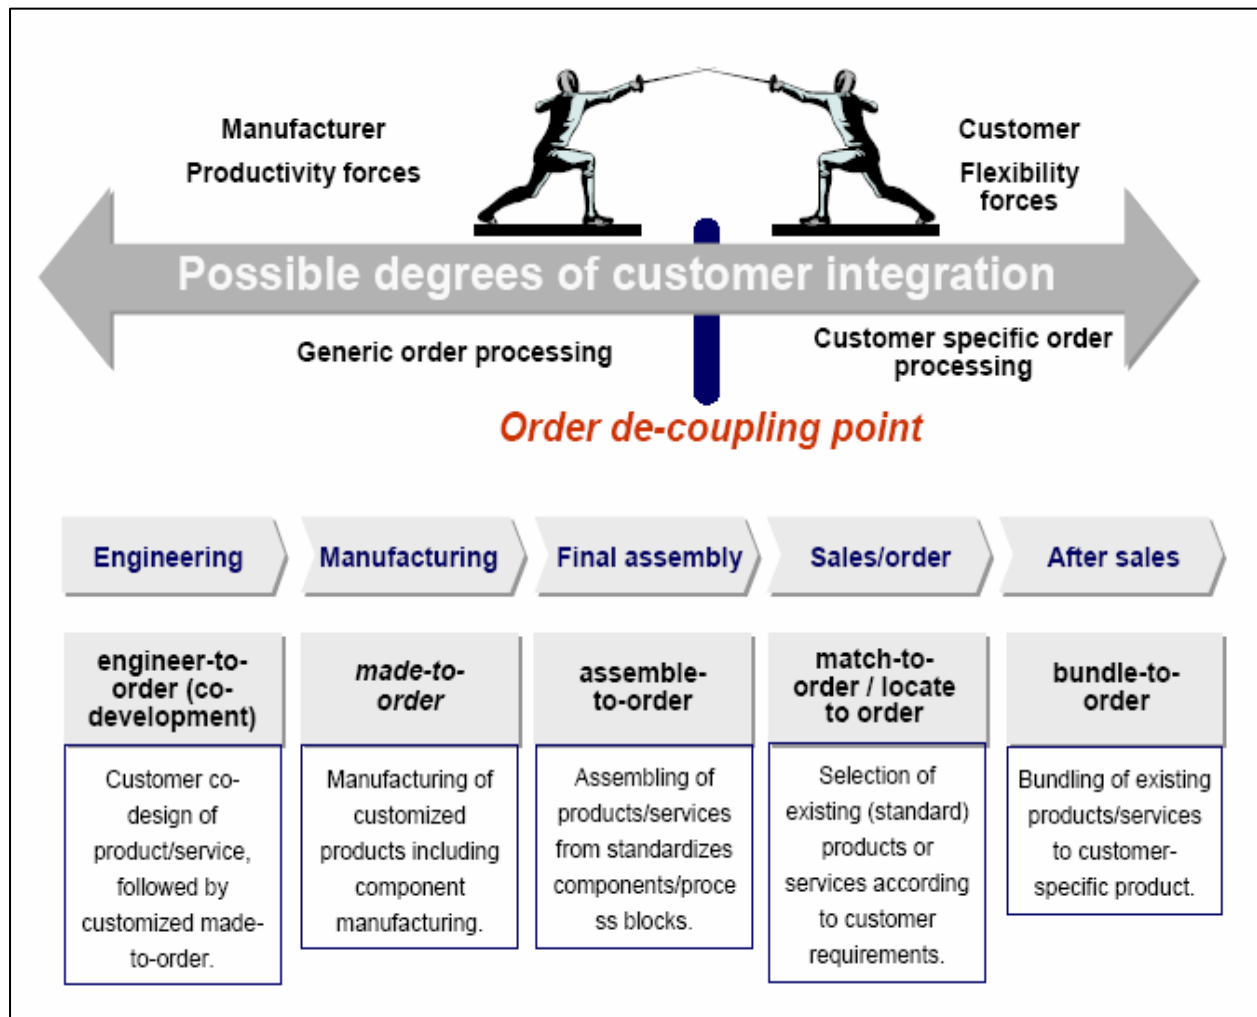 Manufacturer
Productivity forces
Customer
Flexibility
forces
Possible degrees of customer integration
Generic order processing
Customer specific order
processing
Order de-coupling point
Engineering
Manufacturing
Final assembly
Sales/order
After sales
engineer-to-
order (co-
development)
made-to-
order
assemble-
to-order
match-to-
order / locate
to order
bundle-to-
order
Customer co-
design of
product/service,
followed by
customized made-
to-order.
Manufacturing of
customized
products including
component
manufacturing.
Assembling of
products/services
from standardizes
components/proce
ss blocks.
Selection of
existing (standard)
products or
services according
to customer
requirements.
Bundling of existing
products/services
to customer-
specific product.